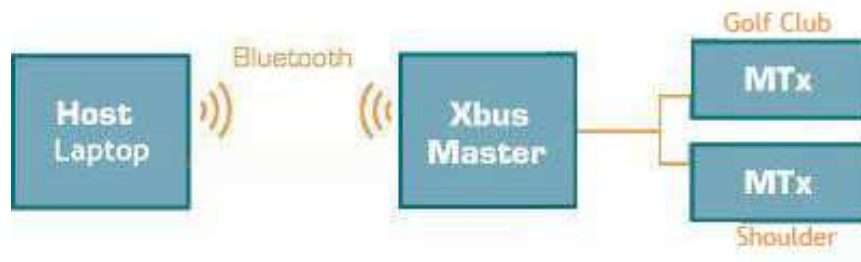 Golf Club
Bluetooth
MTx
Host
Laptop
Xbus
Master
MTx
Shoulder